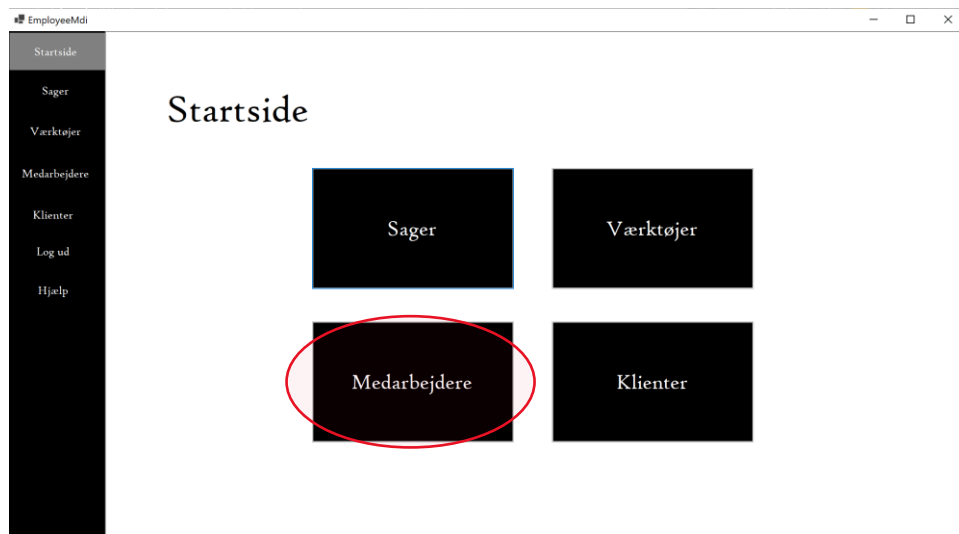 EmployeeMdi
Startside
Sager
Værktøjer
Medarbejdere
Klienter
Log ud
Hjælp
Startside
Sager
Værktøjer
Medarbejdere
Klienter